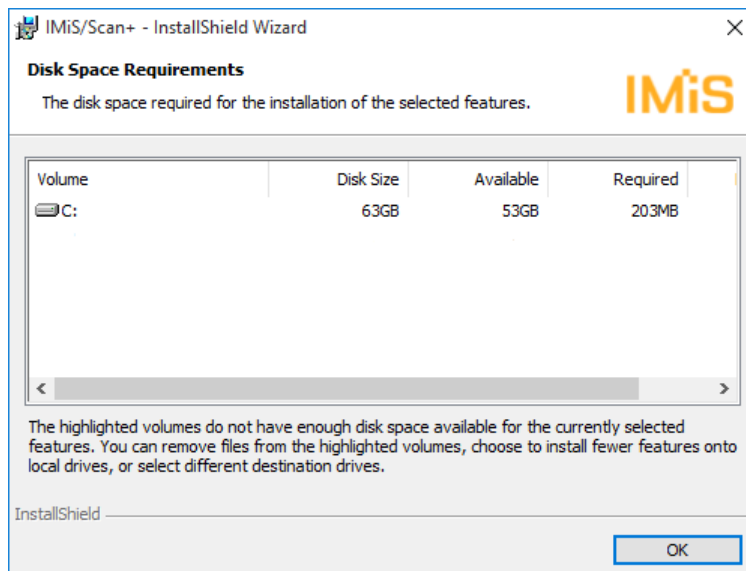 IMiS/Scan+ - InstallShield Wizard
Disk Space Requirements
The disk space required for the installation of the selected features.
IMiS
Volume Disk Size Available Required
C: 63GB 53GB 203MB
The highlighted volumes do not have enough disk space available for the currently selected
features. You can remove files from the highlighted volumes, choose to install fewer features onto
local drives, or select different destination drives.
InstallShield
OK